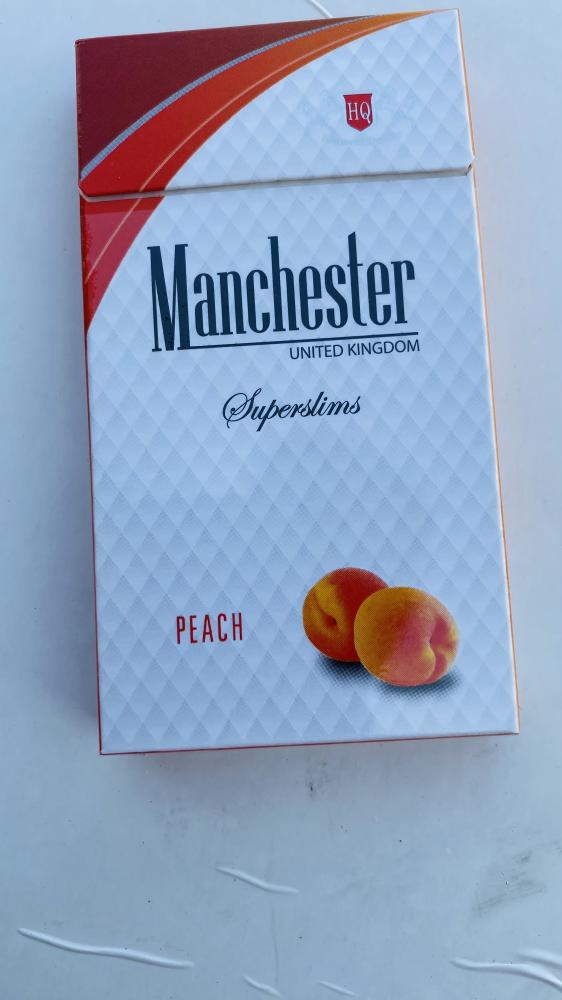 HQ
Manchester
UNITED KINGDOM
Superslims
PEACH